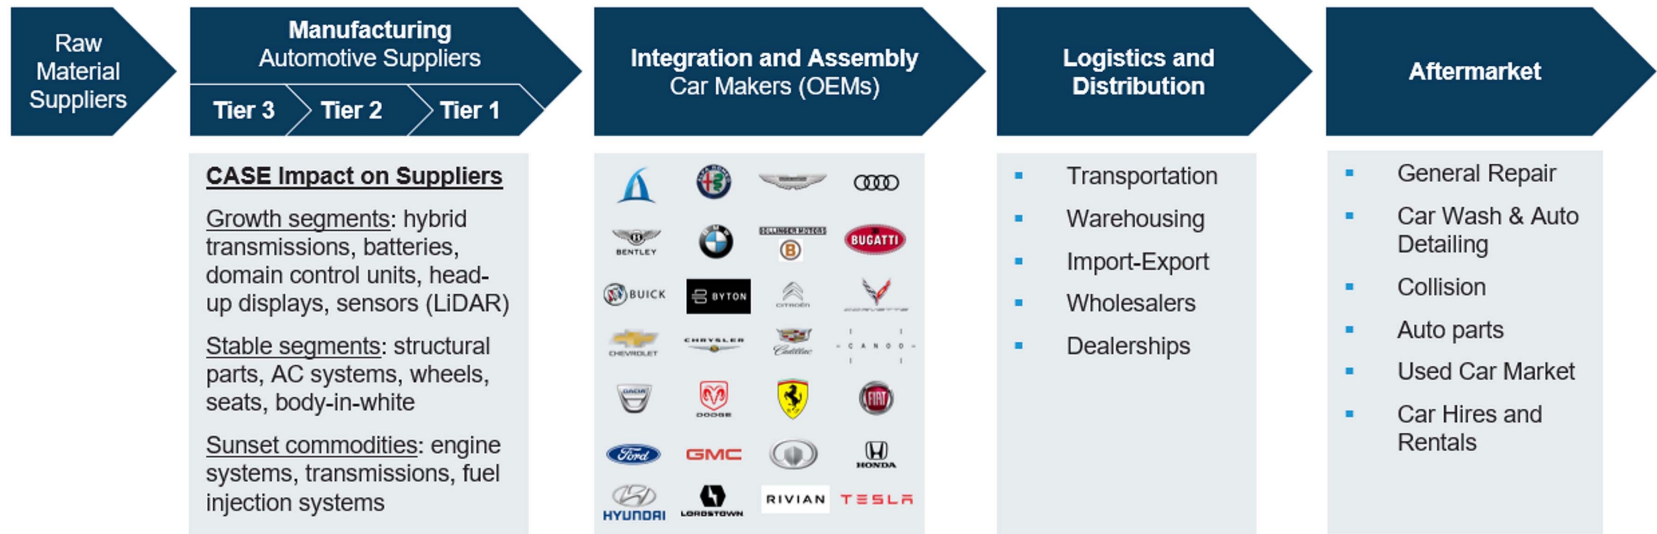 Raw
Material
Suppliers
Manufacturing
Automotive Suppliers
Tier 3
Tier 2
Tier 1
Integration and Assembly
Car Makers (OEMs)
Logistics and
Distribution
Aftermarket
CASE Impact on Suppliers
Growth segments: hybrid
transmissions, batteries,
domain control units, head-
up displays, sensors (LiDAR)
Stable segments: structural
parts, AC systems, wheels,
seats, body-in-white
Sunset commodities: engine
systems, transmissions, fuel
injection systems
ALFA ROMEO
BENTLEY
BMW
BOLLINGER MOTORS
B
BUGATTI
BUICK
BYTON
CITROËN
CORVETTE
CHEVROLET
CHRYSLER
Cadillac
CANOO
DACIA
DODGE
FIAT
Ford
GMC
HONDA
HYUNDAI
LORDSTOWN
RIVIAN
TESLA
Transportation
Warehousing
Import-Export
Wholesalers
Dealerships
General Repair
Car Wash & Auto
Detailing
Collision
Auto parts
Used Car Market
Car Hires and
Rentals